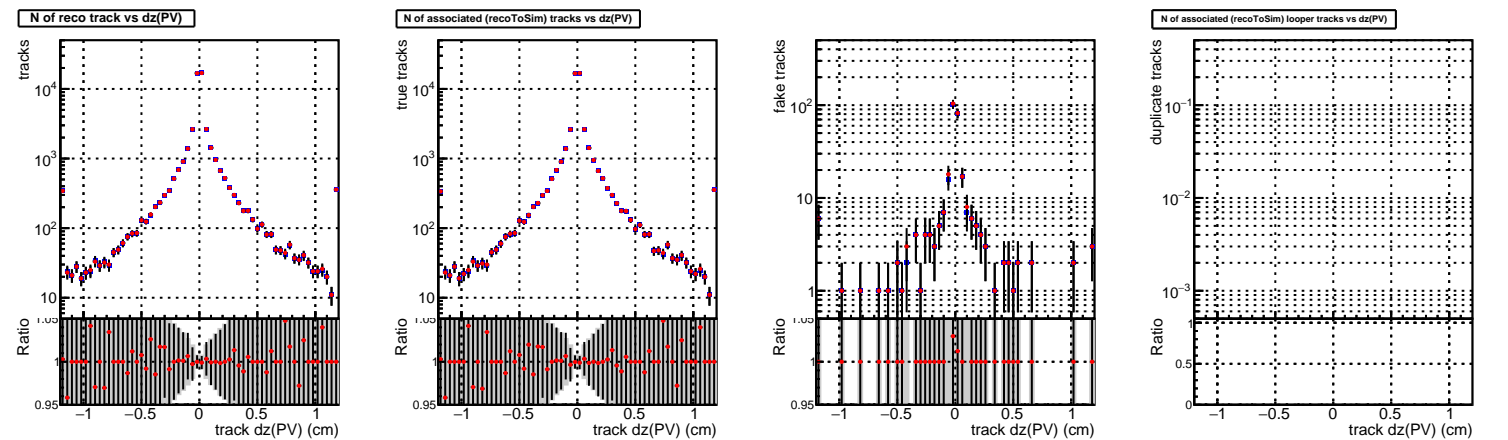 N of reco track vs dz(PV)
tracks
10^4
10^3
10^2
10
Ratio
1.05
1
0.95
−1 −0.5 0 0.5 1
track dz(PV) (cm)
N of associated (recoToSim) tracks vs dz(PV)
true tracks
10^4
10^3
10^2
10
Ratio
1.05
1
0.95
−1 −0.5 0 0.5 1
track dz(PV) (cm)
fake tracks
10^2
10
1
Ratio
1.05
1
0.95
−1 −0.5 0 0.5 1
track dz(PV) (cm)
N of associated (recoToSim) looper tracks vs dz(PV)
duplicate tracks
10^−1
10^−2
10^−3
Ratio
1
0.5
0
−1 −0.5 0 0.5 1
track dz(PV) (cm)